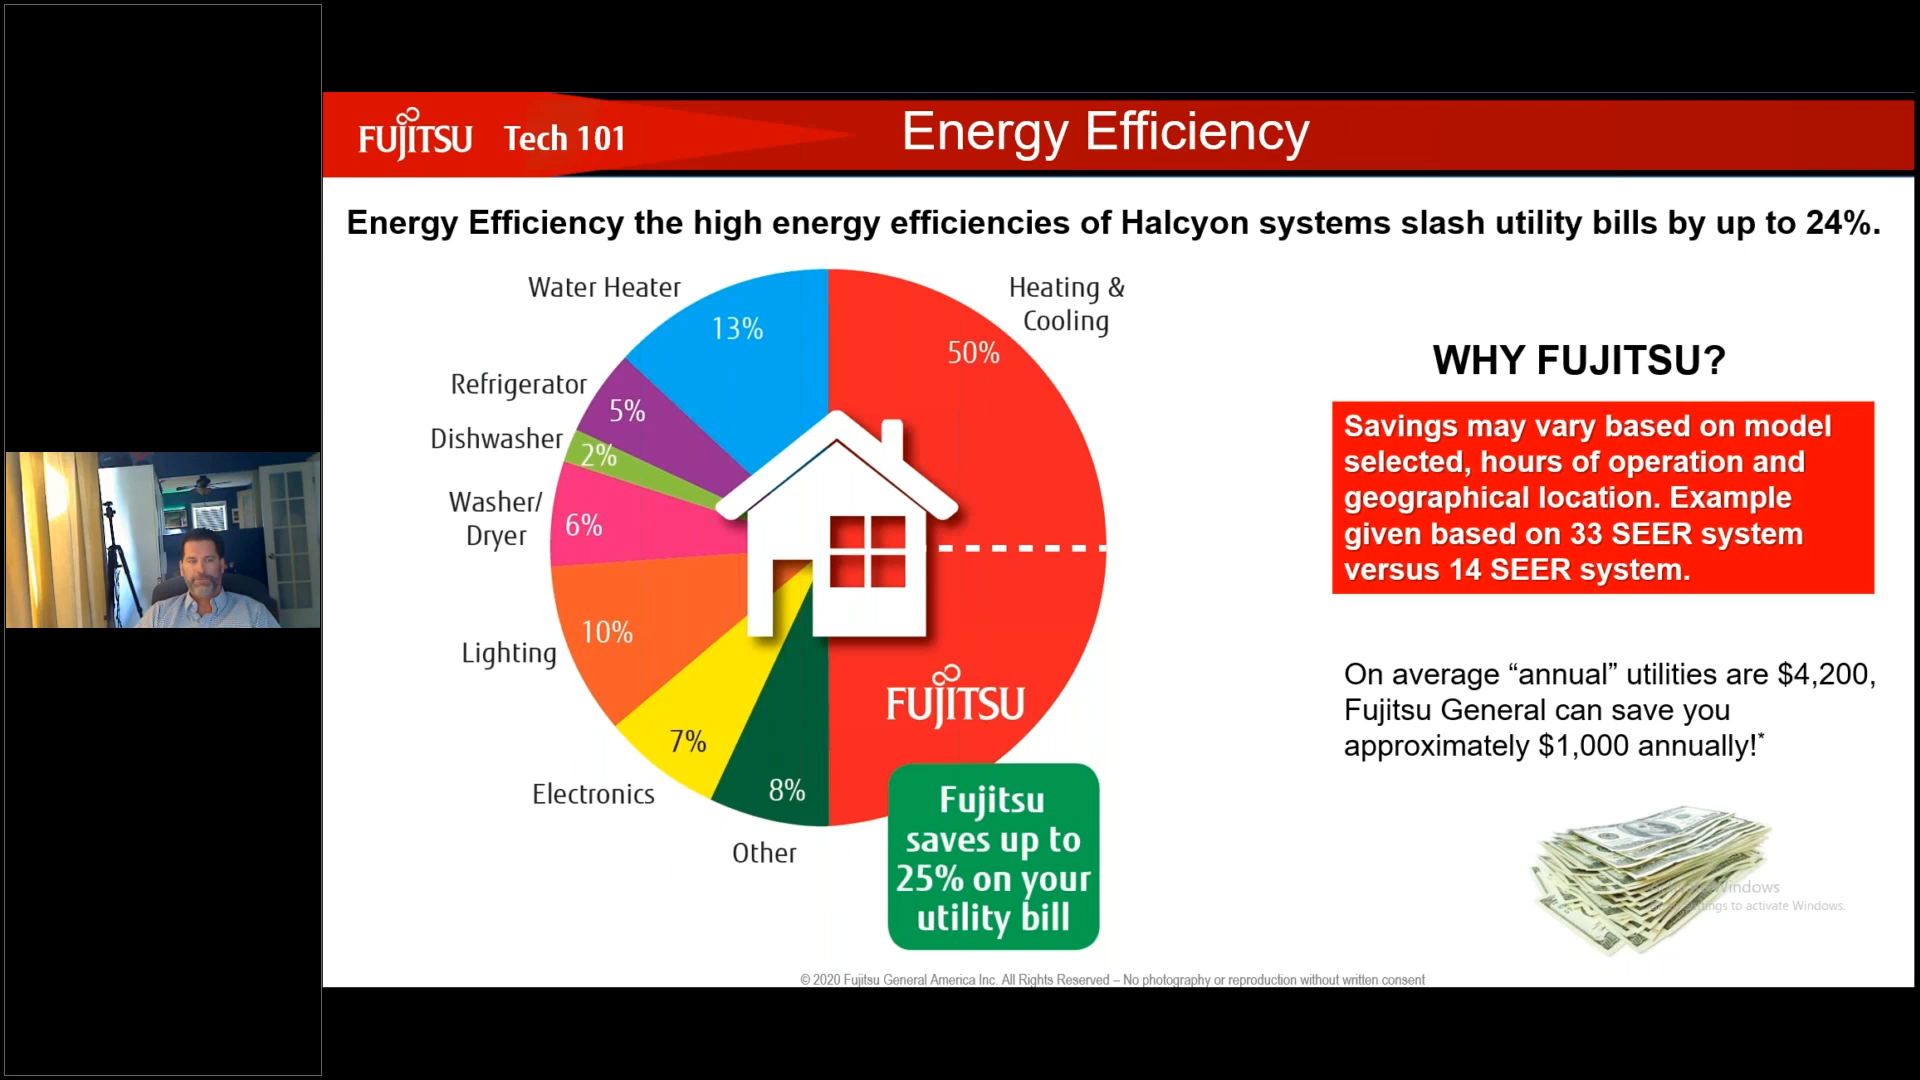 FUJITSU Tech 101
Energy Efficiency
Energy Efficiency the high energy efficiencies of Halcyon systems slash utility bills by up to 24%.
Water Heater
13%
Heating &
Cooling
50%
Refrigerator
5%
Dishwasher
2%
Washer/
Dryer
6%
Lighting
10%
Electronics
7%
Other
8%
FUJITSU
Fujitsu
saves up to
25% on your
utility bill
WHY FUJITSU?
Savings may vary based on model
selected, hours of operation and
geographical location. Example
given based on 33 SEER system
versus 14 SEER system.
On average “annual” utilities are $4,200,
Fujitsu General can save you
approximately $1,000 annually!*
Windows
to activate Windows.
© 2020 Fujitsu General America Inc. All Rights Reserved – No photography or reproduction without written consent